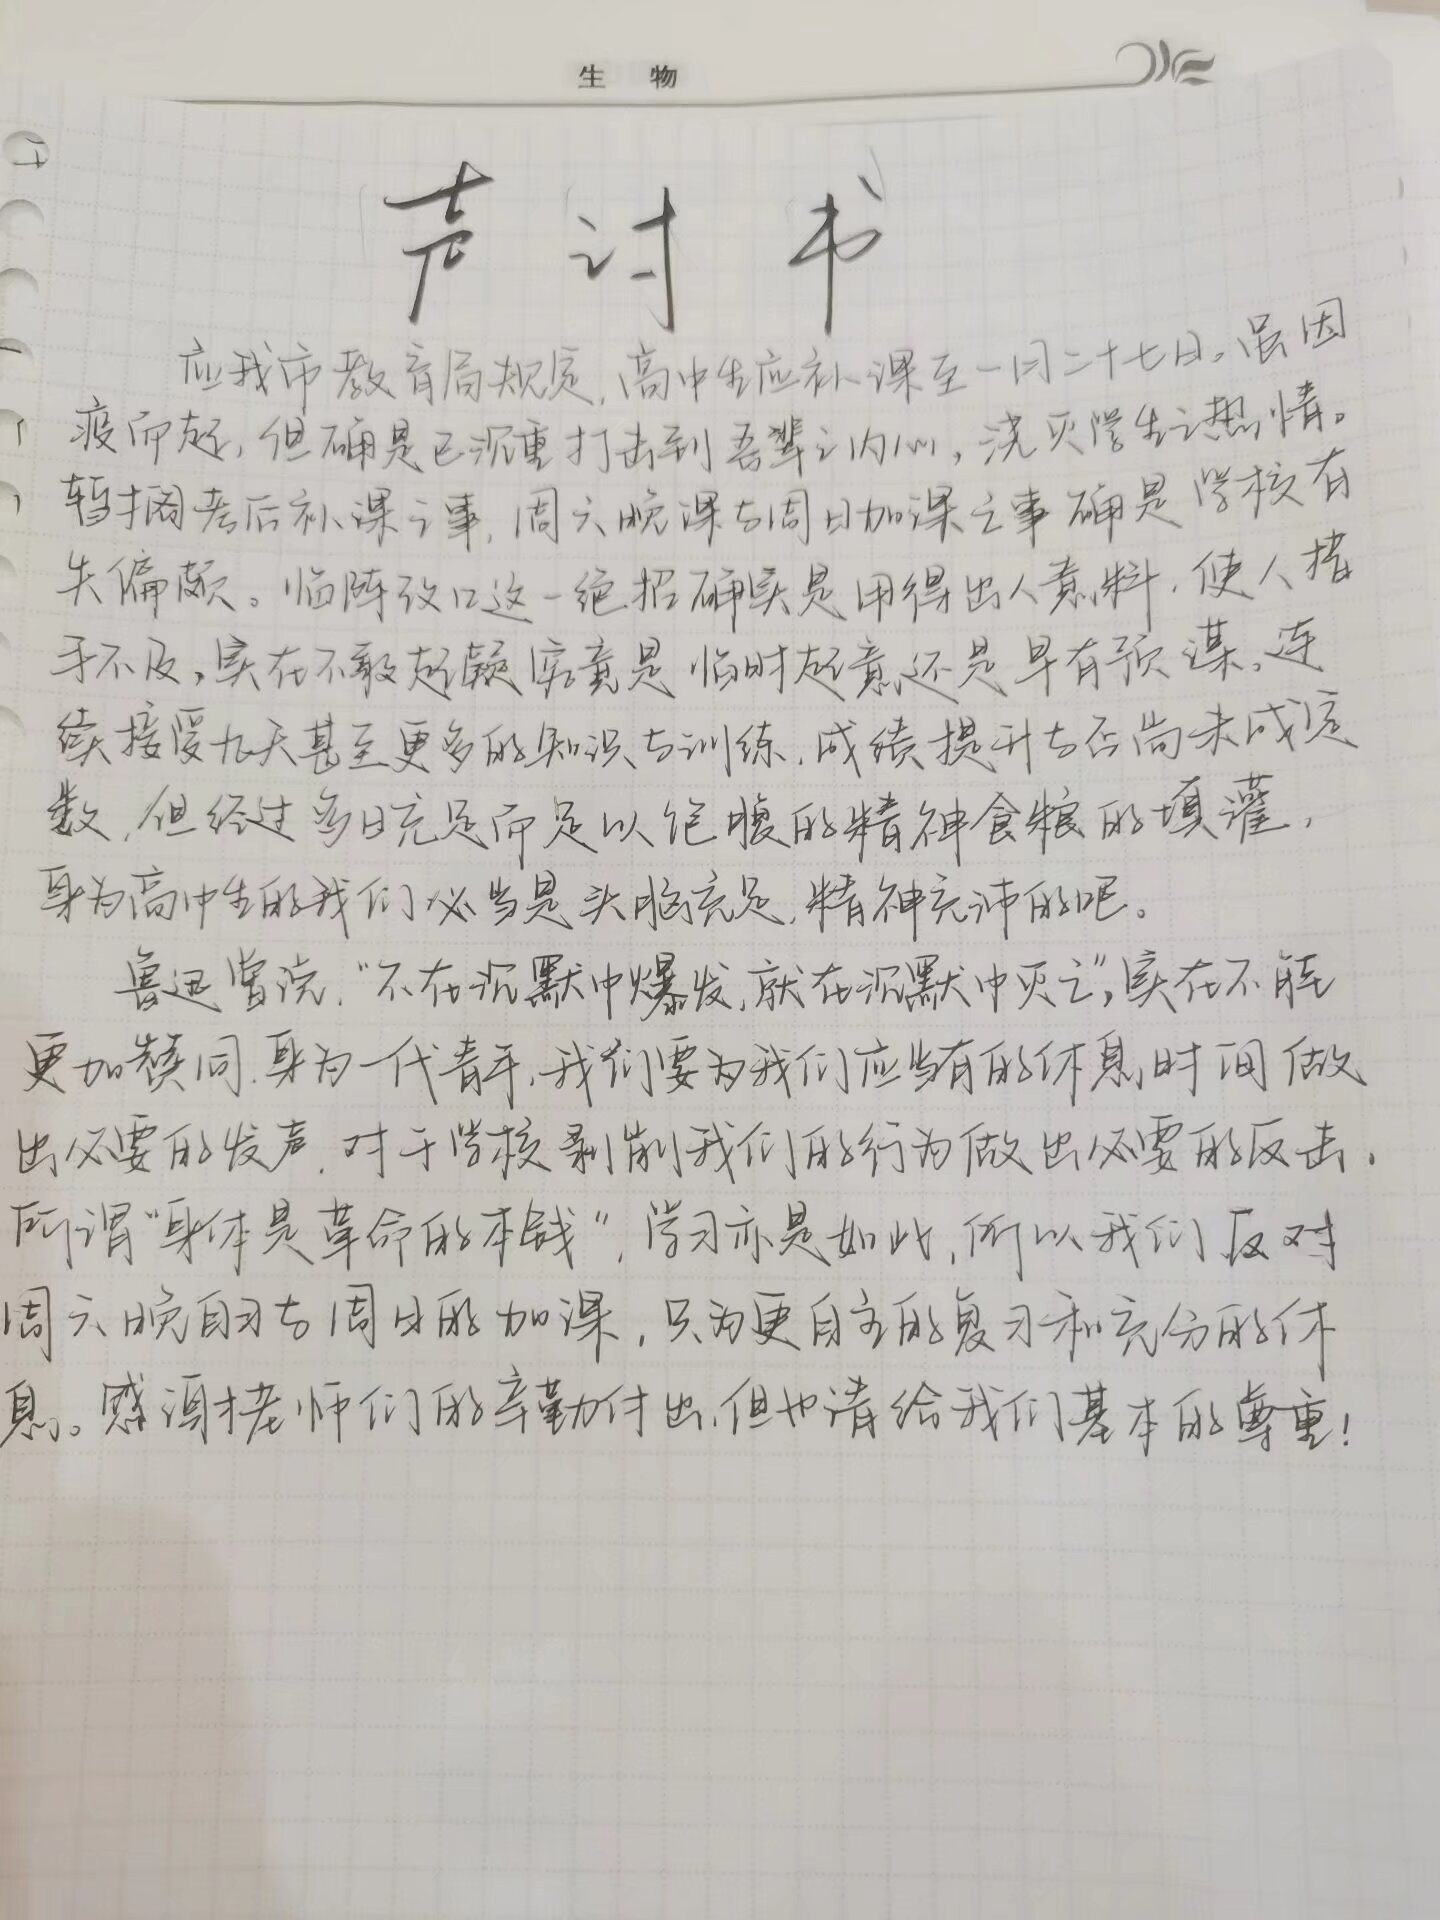 生 物
声讨书
应我市教育局规定,高中生应补课至一月二十七日。虽因
疫而起,但确是已沉重打击到吾辈之内心,浇灭学生之热情。
暂搁考后补课之事,周六晚课与周日加课之事确是学校有
失偏颇。临阵改口这一绝招确实是用得出人意料,使人措
手不及,实在不敢起疑究竟是临时起意还是早有预谋。连
续接受九天甚至更多的知识与训练,成绩提升与否尚未成定
数,但经过多日充足而足以饱腹的精神食粮的填灌,
身为高中生的我们必当是头脑充足,精神充沛的吧。
鲁迅曾说,“不在沉默中爆发,就在沉默中灭亡”,实在不能
更加赞同.身为一代青年,我们要为我们应当有的休息时间做
出必要的发声,对于学校剥削我们的行为做出必要的反击.
所谓“身体是革命的本钱”,学习亦是如此,所以我们反对
周六晚自习与周日的加课,只为更自主的复习和充分的休
息。感谢老师们的辛勤付出,但也请给我们基本的尊重!